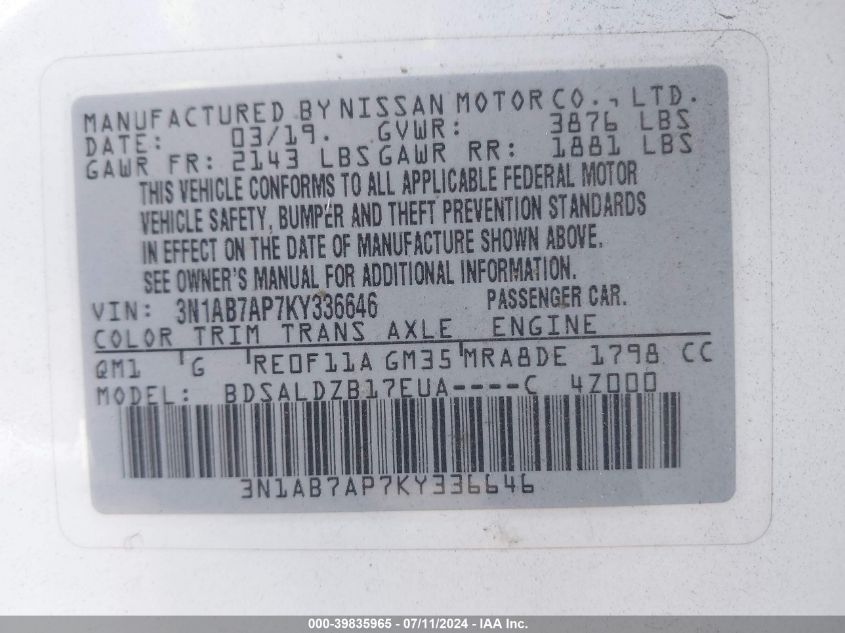 MANUFACTURED BY NISSAN MOTOR CO., LTD.
DATE: 03/19. GVWR: 3876 LBS
GAWR FR: 2143 LBS GAWR RR: 1881 LBS
THIS VEHICLE CONFORMS TO ALL APPLICABLE FEDERAL MOTOR
VEHICLE SAFETY, BUMPER AND THEFT PREVENTION STANDARDS
IN EFFECT ON THE DATE OF MANUFACTURE SHOWN ABOVE.
SEE OWNER'S MANUAL FOR ADDITIONAL INFORMATION.
VIN: 3N1AB7AP7KY336646 PASSENGER CAR.
COLOR TRIM TRANS AXLE ENGINE
QM1 G RE0F11A GM35 MRA8DE 1798 CC
MODEL: BDSALDZB17EUA----C 4Z000
3N1AB7AP7KY336646
000-39835965 - 07/11/2024 - IAA Inc.